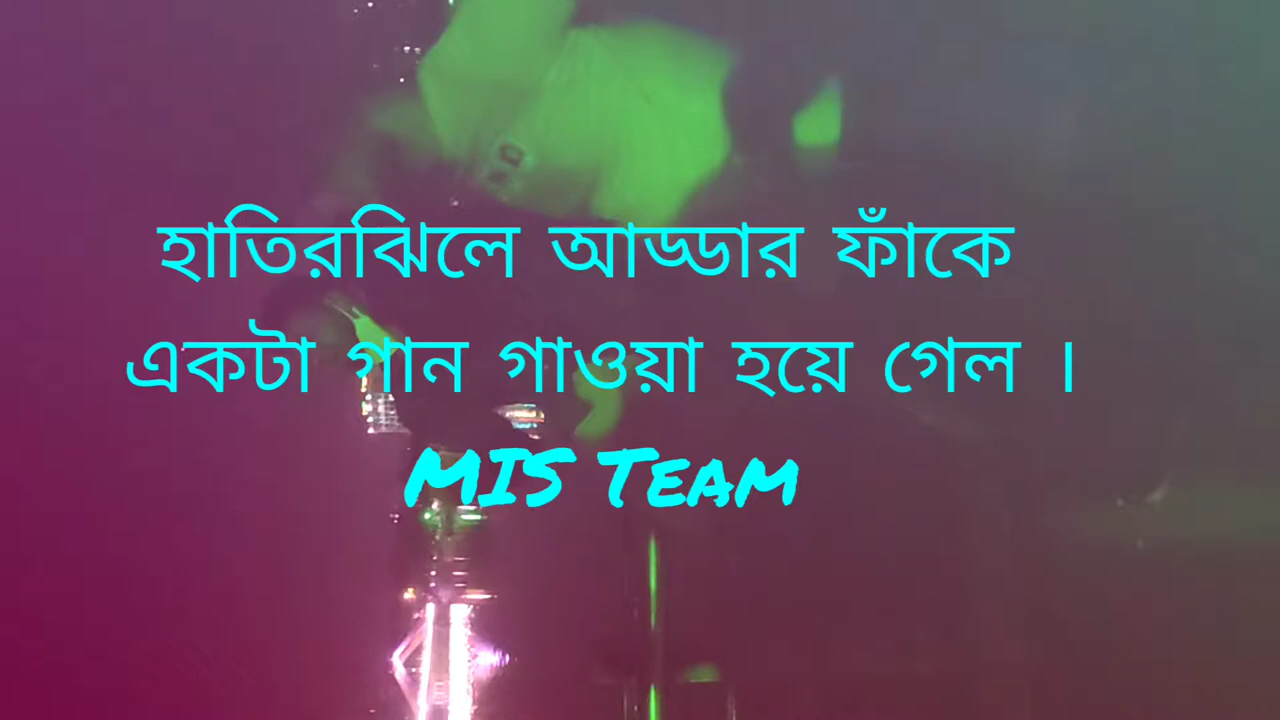 হাতিরঝিলে আড্ডার ফাঁকে
একটা গান গাওয়া হয়ে গেল ।
MIS TEAM